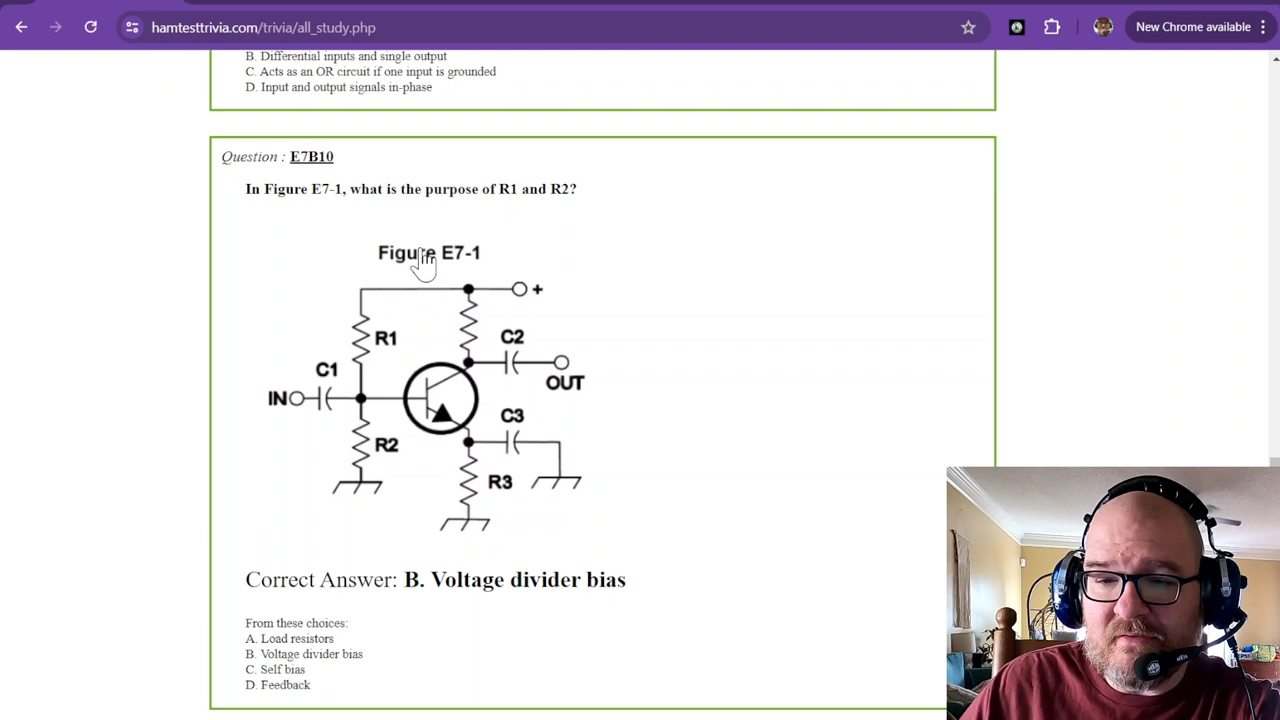 hamtesttrivia.com/trivia/all_study.php
New Chrome available
B. Differential inputs and single output
C. Acts as an OR circuit if one input is grounded
D. Input and output signals in-phase
Question : E7B10
In Figure E7-1, what is the purpose of R1 and R2?
Figure E7-1
+
R1
C2
C1
OUT
IN
C3
R2
R3
Correct Answer: B. Voltage divider bias
From these choices:
A. Load resistors
B. Voltage divider bias
C. Self bias
D. Feedback